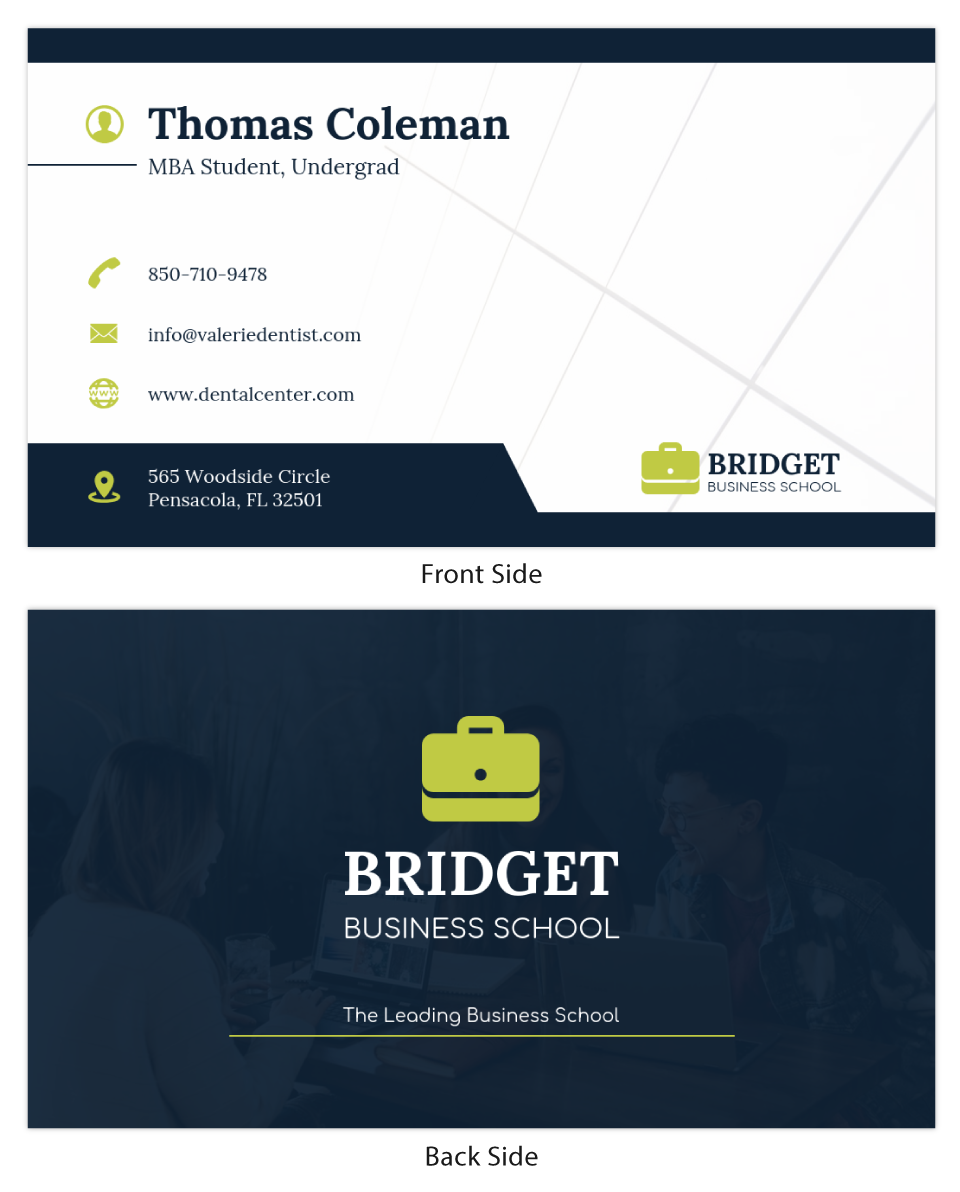 Thomas Coleman
MBA Student, Undergrad
850-710-9478
info@valeriedentist.com
www
www.dentalcenter.com
565 Woodside Circle
Pensacola, FL 32501
BRIDGET
BUSINESS SCHOOL
Front Side
BRIDGET
BUSINESS SCHOOL
The Leading Business School
Back Side